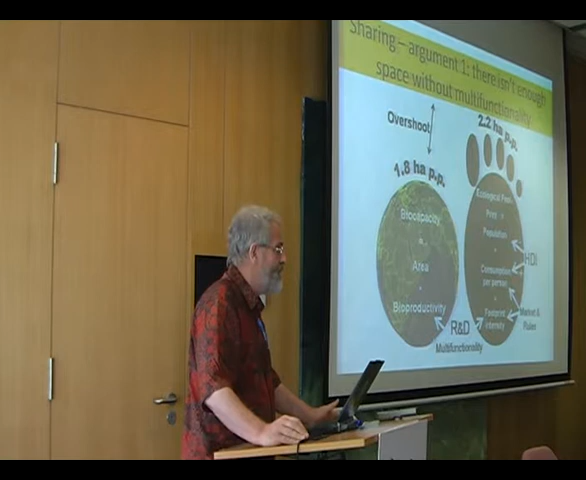 Sharing – argument 1: there isn't enough
space without multifunctionality
Overshoot
2.2 ha p.p.
1.8 ha p.p.
Ecological Foot-
Print =
Biocapacity
=
Population
Area
Consumption
per person
HDI
Bioproductivity
Footprint
intensity
Market &
Rules
R&D
Multifunctionality